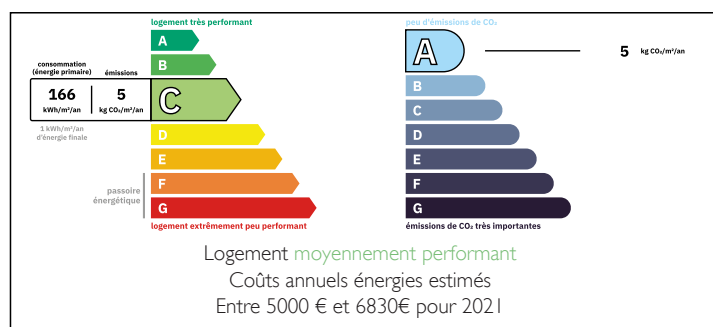 logement très performant
A
B
consommation
(énergie primaire)
émissions
166
kWh/m²/an
5
kg CO₂/m²/an
C
1 kWh/m²/an
d'énergie finale
D
E
passoire
énergétique
F
G
logement extrêmement peu performant
peu d'émissions de CO₂
A
5 kg CO₂/m²/an
B
C
D
E
F
G
émissions de CO₂ très importantes
Logement moyennement performant
Coûts annuels énergies estimés
Entre 5000 € et 6830€ pour 2021